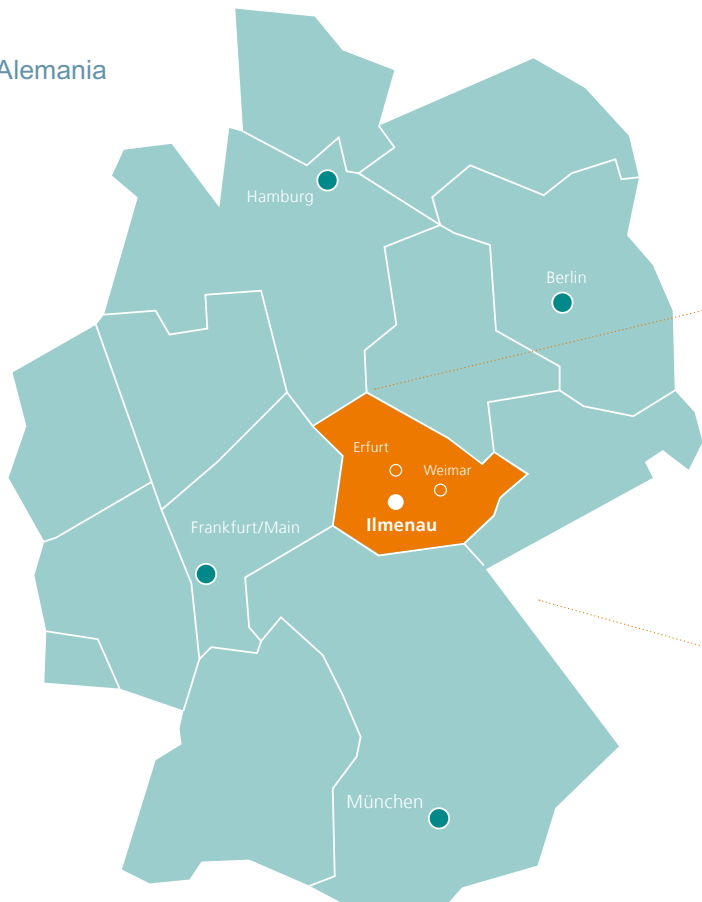 Alemania
Hamburg
Berlin
Erfurt
Weimar
Ilmenau
Frankfurt/Main
München